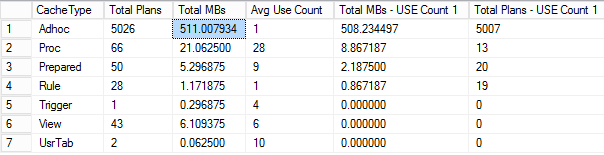 CacheType Total Plans Total MBs Avg Use Count Total MBs - USE Count 1 Total Plans - USE Count 1
1 Adhoc 5026 511.007934 1 508.234497 5007
2 Proc 66 21.062500 28 8.867187 13
3 Prepared 50 5.296875 9 2.187500 20
4 Rule 28 1.171875 1 0.867187 19
5 Trigger 1 0.296875 4 0.000000 0
6 View 43 6.109375 6 0.000000 0
7 UsrTab 2 0.062500 10 0.000000 0